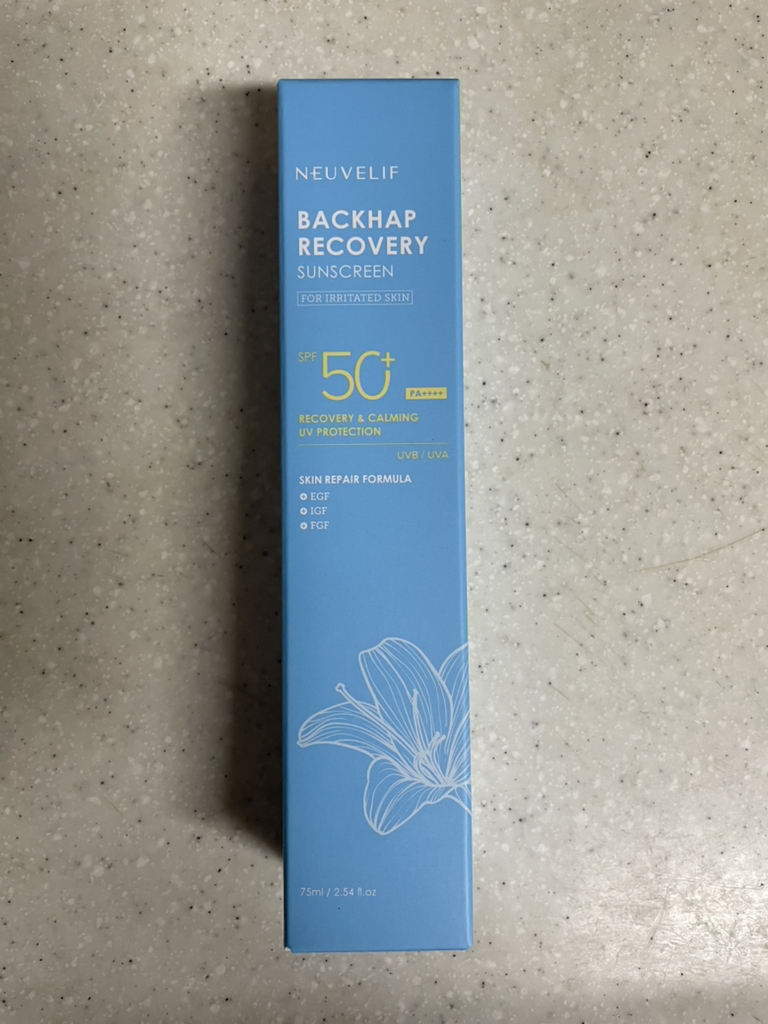 NEUVELIF
BACKHAP
RECOVERY
SUNSCREEN
FOR IRRITATED SKIN
SPF 50+
PA++++
RECOVERY & CALMING
UV PROTECTION
UVB / UVA
SKIN REPAIR FORMULA
EGF
IGF
FGF
75ml / 2.54 fl.oz